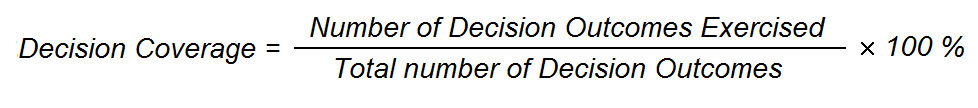 Number of Decision Outcomes Exercised
Decision Coverage = × 100 %
Total number of Decision Outcomes